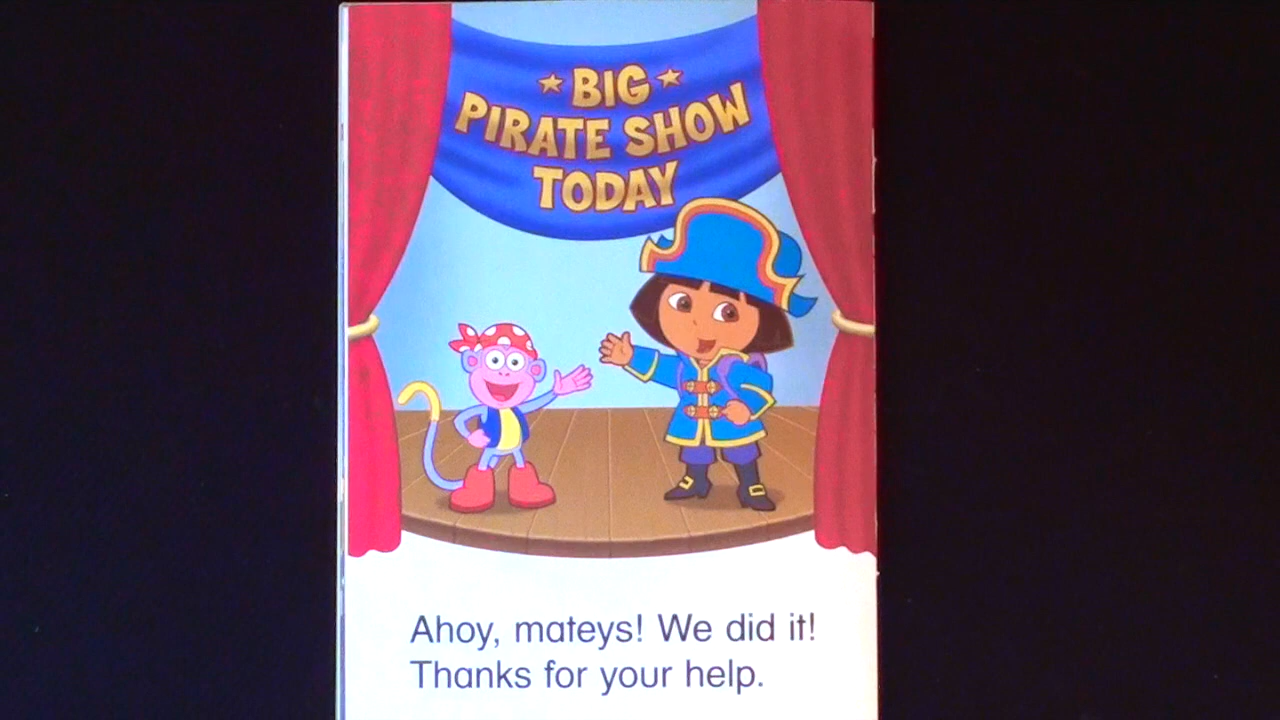 BIG
PIRATE SHOW
TODAY
Ahoy, mateys! We did it!
Thanks for your help.